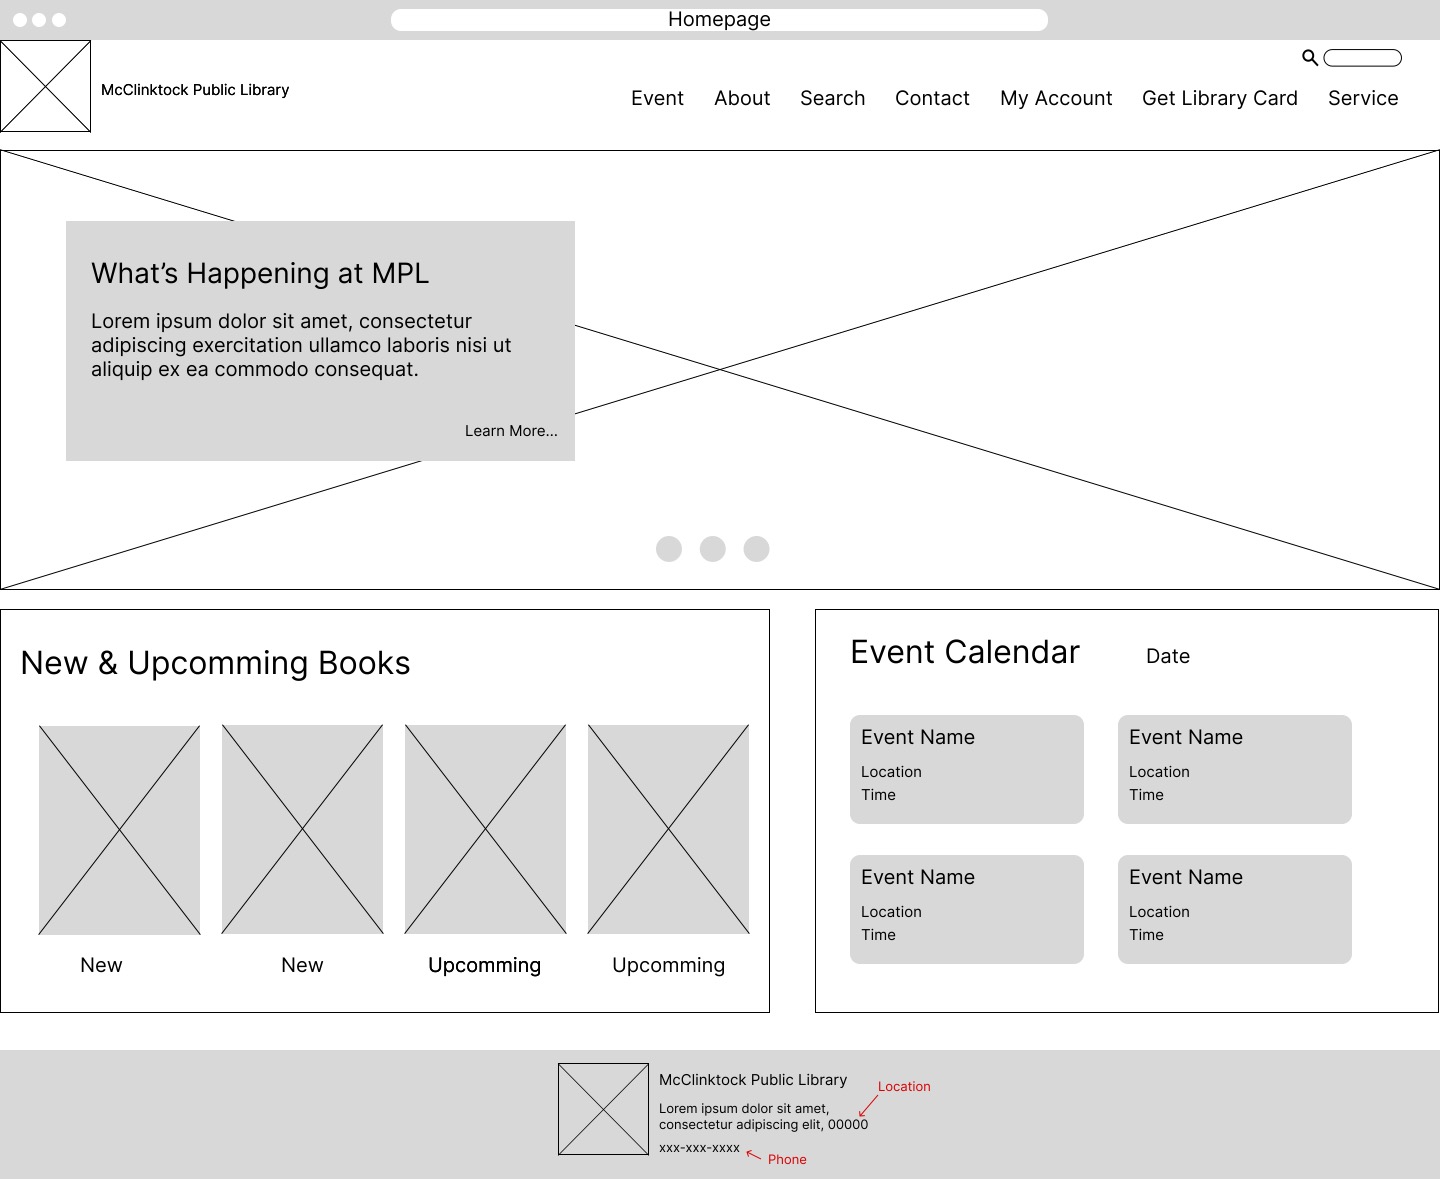 Homepage
McClinktock Public Library
Event About Search Contact My Account Get Library Card Service
What’s Happening at MPL
Lorem ipsum dolor sit amet, consectetur
adipiscing exercitation ullamco laboris nisi ut
aliquip ex ea commodo consequat.
Learn More...
New & Upcomming Books
New New Upcomming Upcomming
Event Calendar Date
Event Name
Location
Time
Event Name
Location
Time
Event Name
Location
Time
Event Name
Location
Time
McClinktock Public Library
Location
Lorem ipsum dolor sit amet,
consectetur adipiscing elit, 00000
xxx-xxx-xxxx
Phone